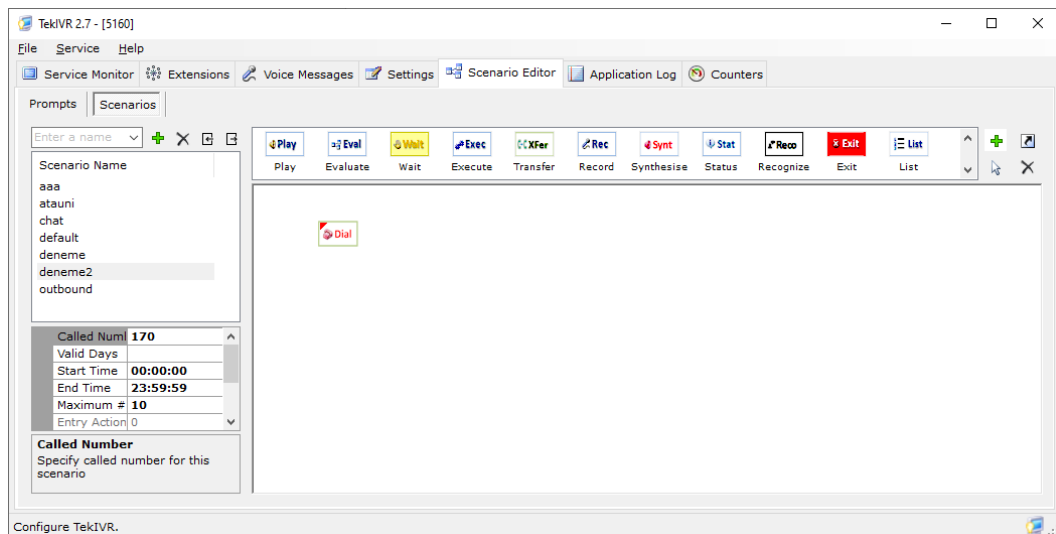 TekIVR 2.7 - [5160]
File Service Help
Service Monitor Extensions Voice Messages Settings Scenario Editor Application Log Counters
Prompts Scenarios
Enter a name
Play Eval Wait Exec XFer Rec Synt Stat Reco Exit List
Play Evaluate Wait Execute Transfer Record Synthesise Status Recognize Exit List
Scenario Name
aaa
atauni
chat
default
deneme
deneme2
outbound
Dial
Called Numl 170
Valid Days
Start Time 00:00:00
End Time 23:59:59
Maximum # 10
Entry Action 0
Called Number
Specify called number for this
scenario
Configure TekIVR.